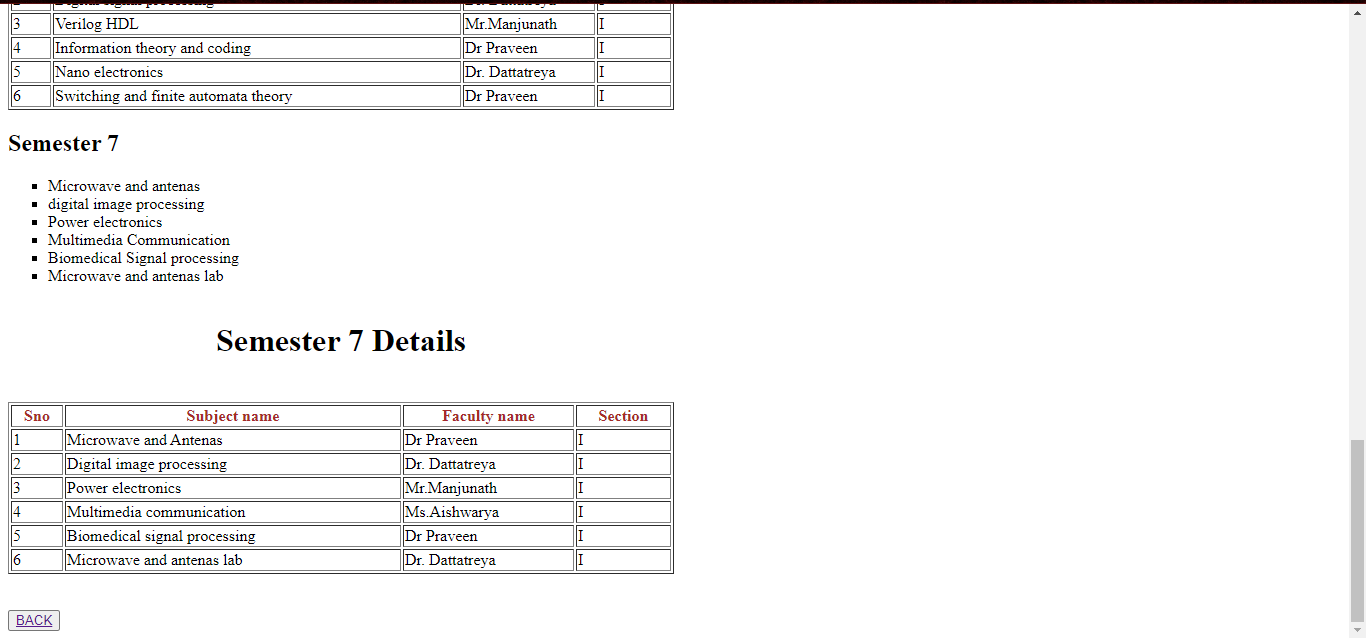 3 Verilog HDL Mr.Manjunath I
4 Information theory and coding Dr Praveen I
5 Nano electronics Dr. Dattatreya I
6 Switching and finite automata theory Dr Praveen I
Semester 7
Microwave and antenas
digital image processing
Power electronics
Multimedia Communication
Biomedical Signal processing
Microwave and antenas lab
Semester 7 Details
Sno Subject name Faculty name Section
1 Microwave and Antenas Dr Praveen I
2 Digital image processing Dr. Dattatreya I
3 Power electronics Mr.Manjunath I
4 Multimedia communication Ms.Aishwarya I
5 Biomedical signal processing Dr Praveen I
6 Microwave and antenas lab Dr. Dattatreya I
BACK